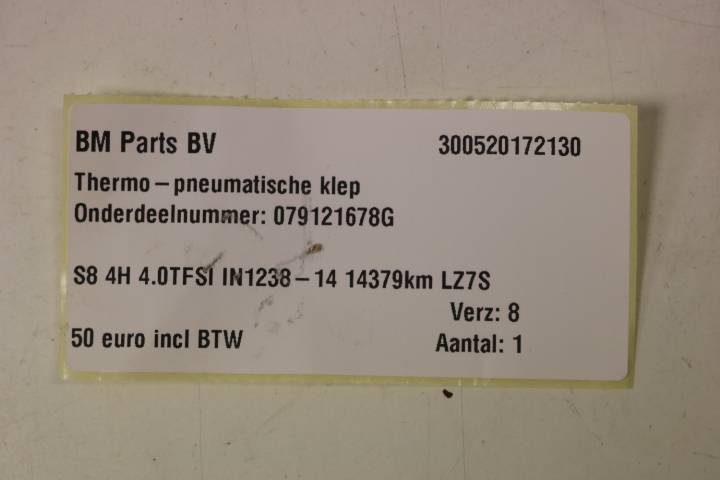 BM Parts BV 300520172130
Thermo-pneumatische klep
Onderdeelnummer: 079121678G
S8 4H 4.0TFSI IN1238-14 14379km LZ7S
Verz: 8
50 euro incl BTW Aantal: 1